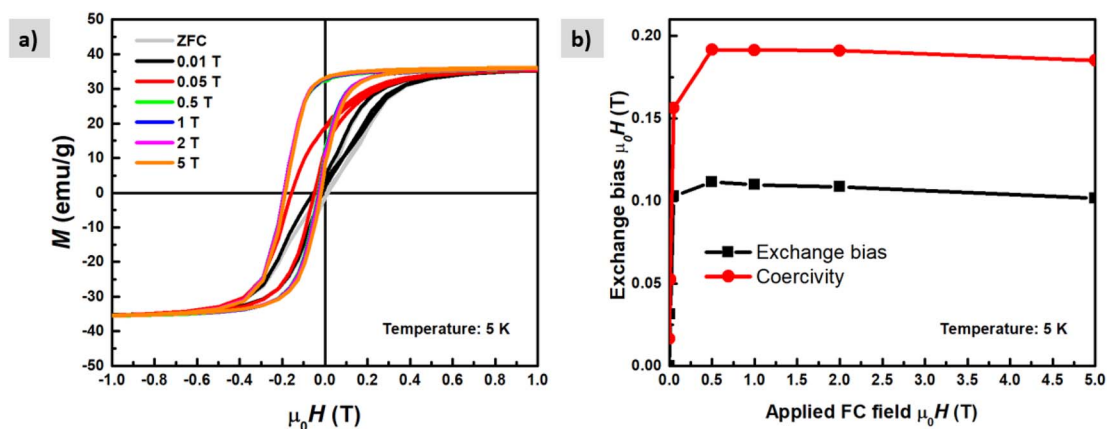 a)
M (emu/g)
50
40
30
20
10
0
-10
-20
-30
-40
-50
ZFC
0.01 T
0.05 T
0.5 T
1 T
2 T
5 T
Temperature: 5 K
-1.0 -0.8 -0.6 -0.4 -0.2 0.0 0.2 0.4 0.6 0.8 1.0
μ₀H (T)
b)
Exchange bias μ₀H (T)
0.20
0.15
0.10
0.05
0.00
Exchange bias
Coercivity
Temperature: 5 K
0.0 0.5 1.0 1.5 2.0 2.5 3.0 3.5 4.0 4.5 5.0
Applied FC field μ₀H (T)